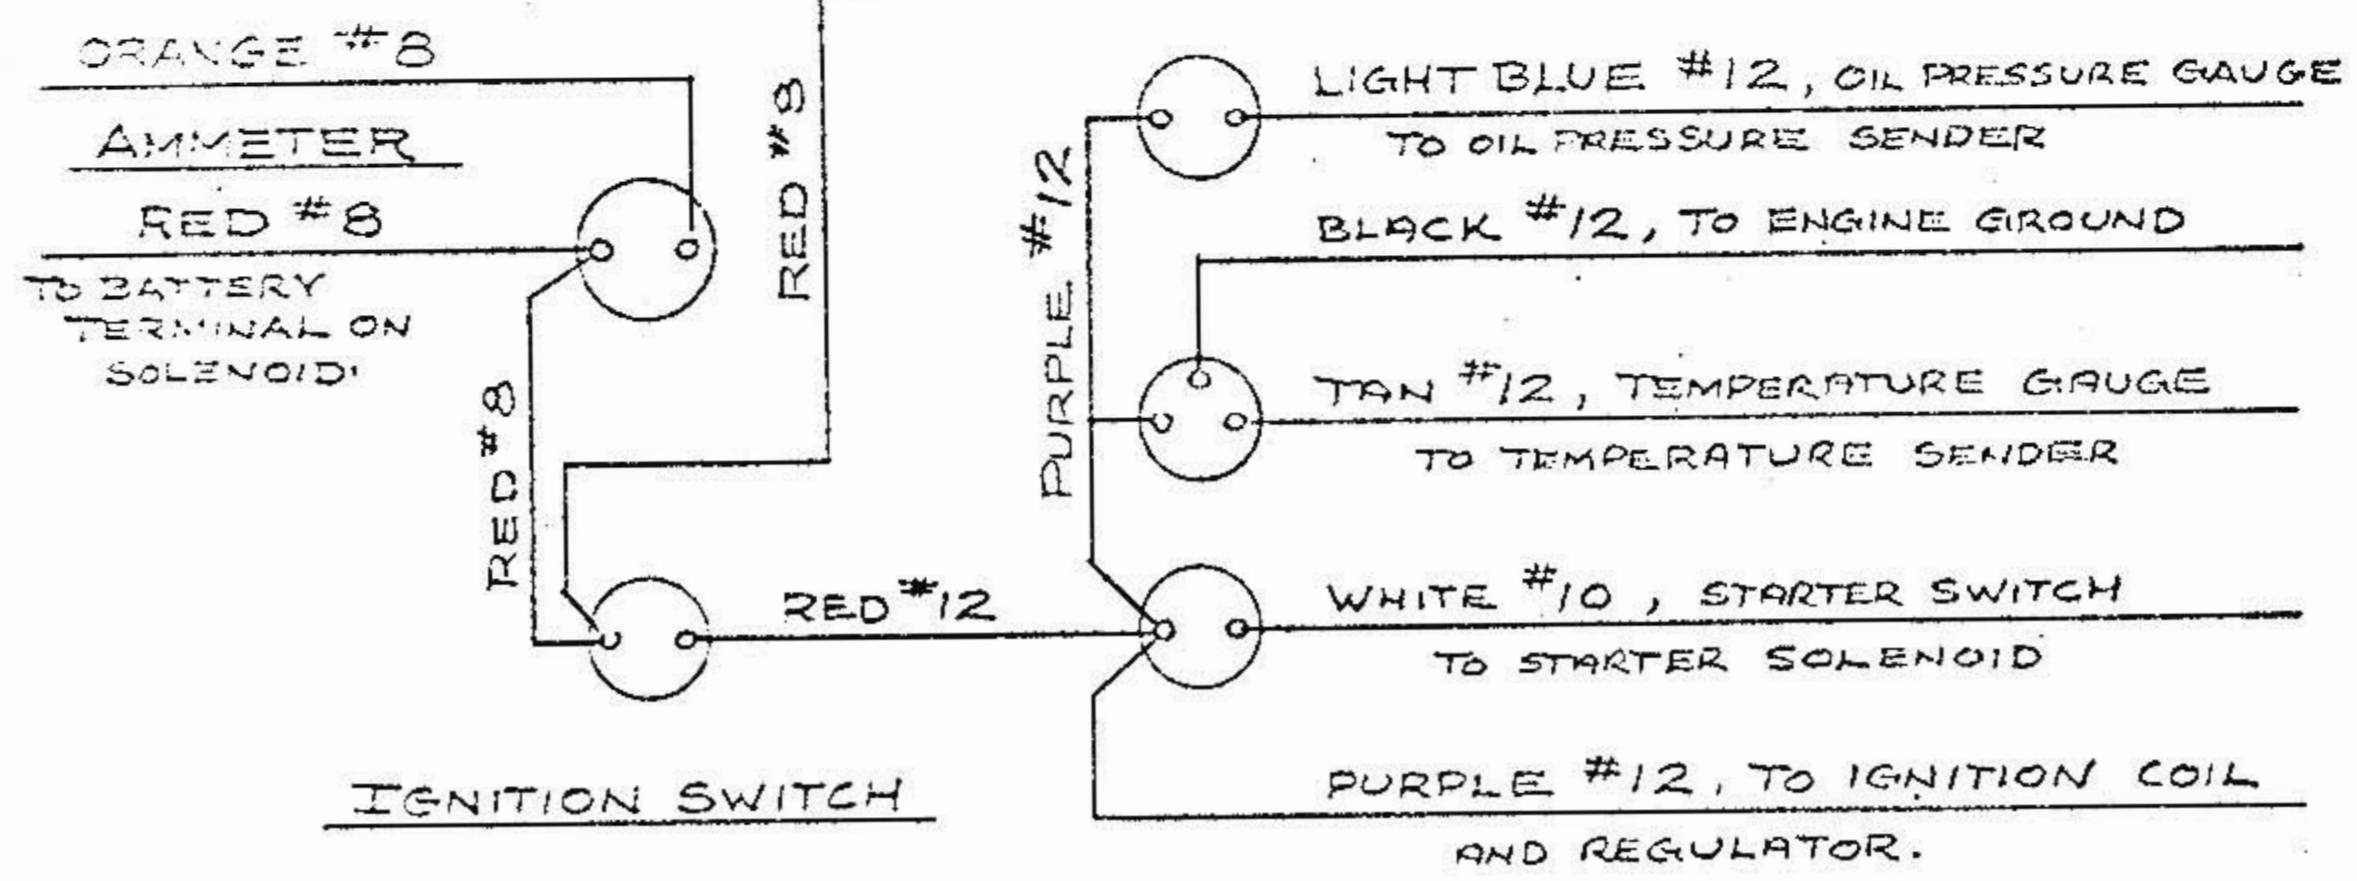 ORANGE #8
AMMETER
RED #8
TO BATTERY
TERMINAL ON
SOLENOID
RED #8
RED #8
IGNITION SWITCH
RED #12
PURPLE #12
LIGHT BLUE #12, OIL PRESSURE GAUGE
TO OIL PRESSURE SENDER
BLACK #12, TO ENGINE GROUND
TAN #12, TEMPERATURE GAUGE
TO TEMPERATURE SENDER
WHITE #10, STARTER SWITCH
TO STARTER SOLENOID
PURPLE #12, TO IGNITION COIL
AND REGULATOR.